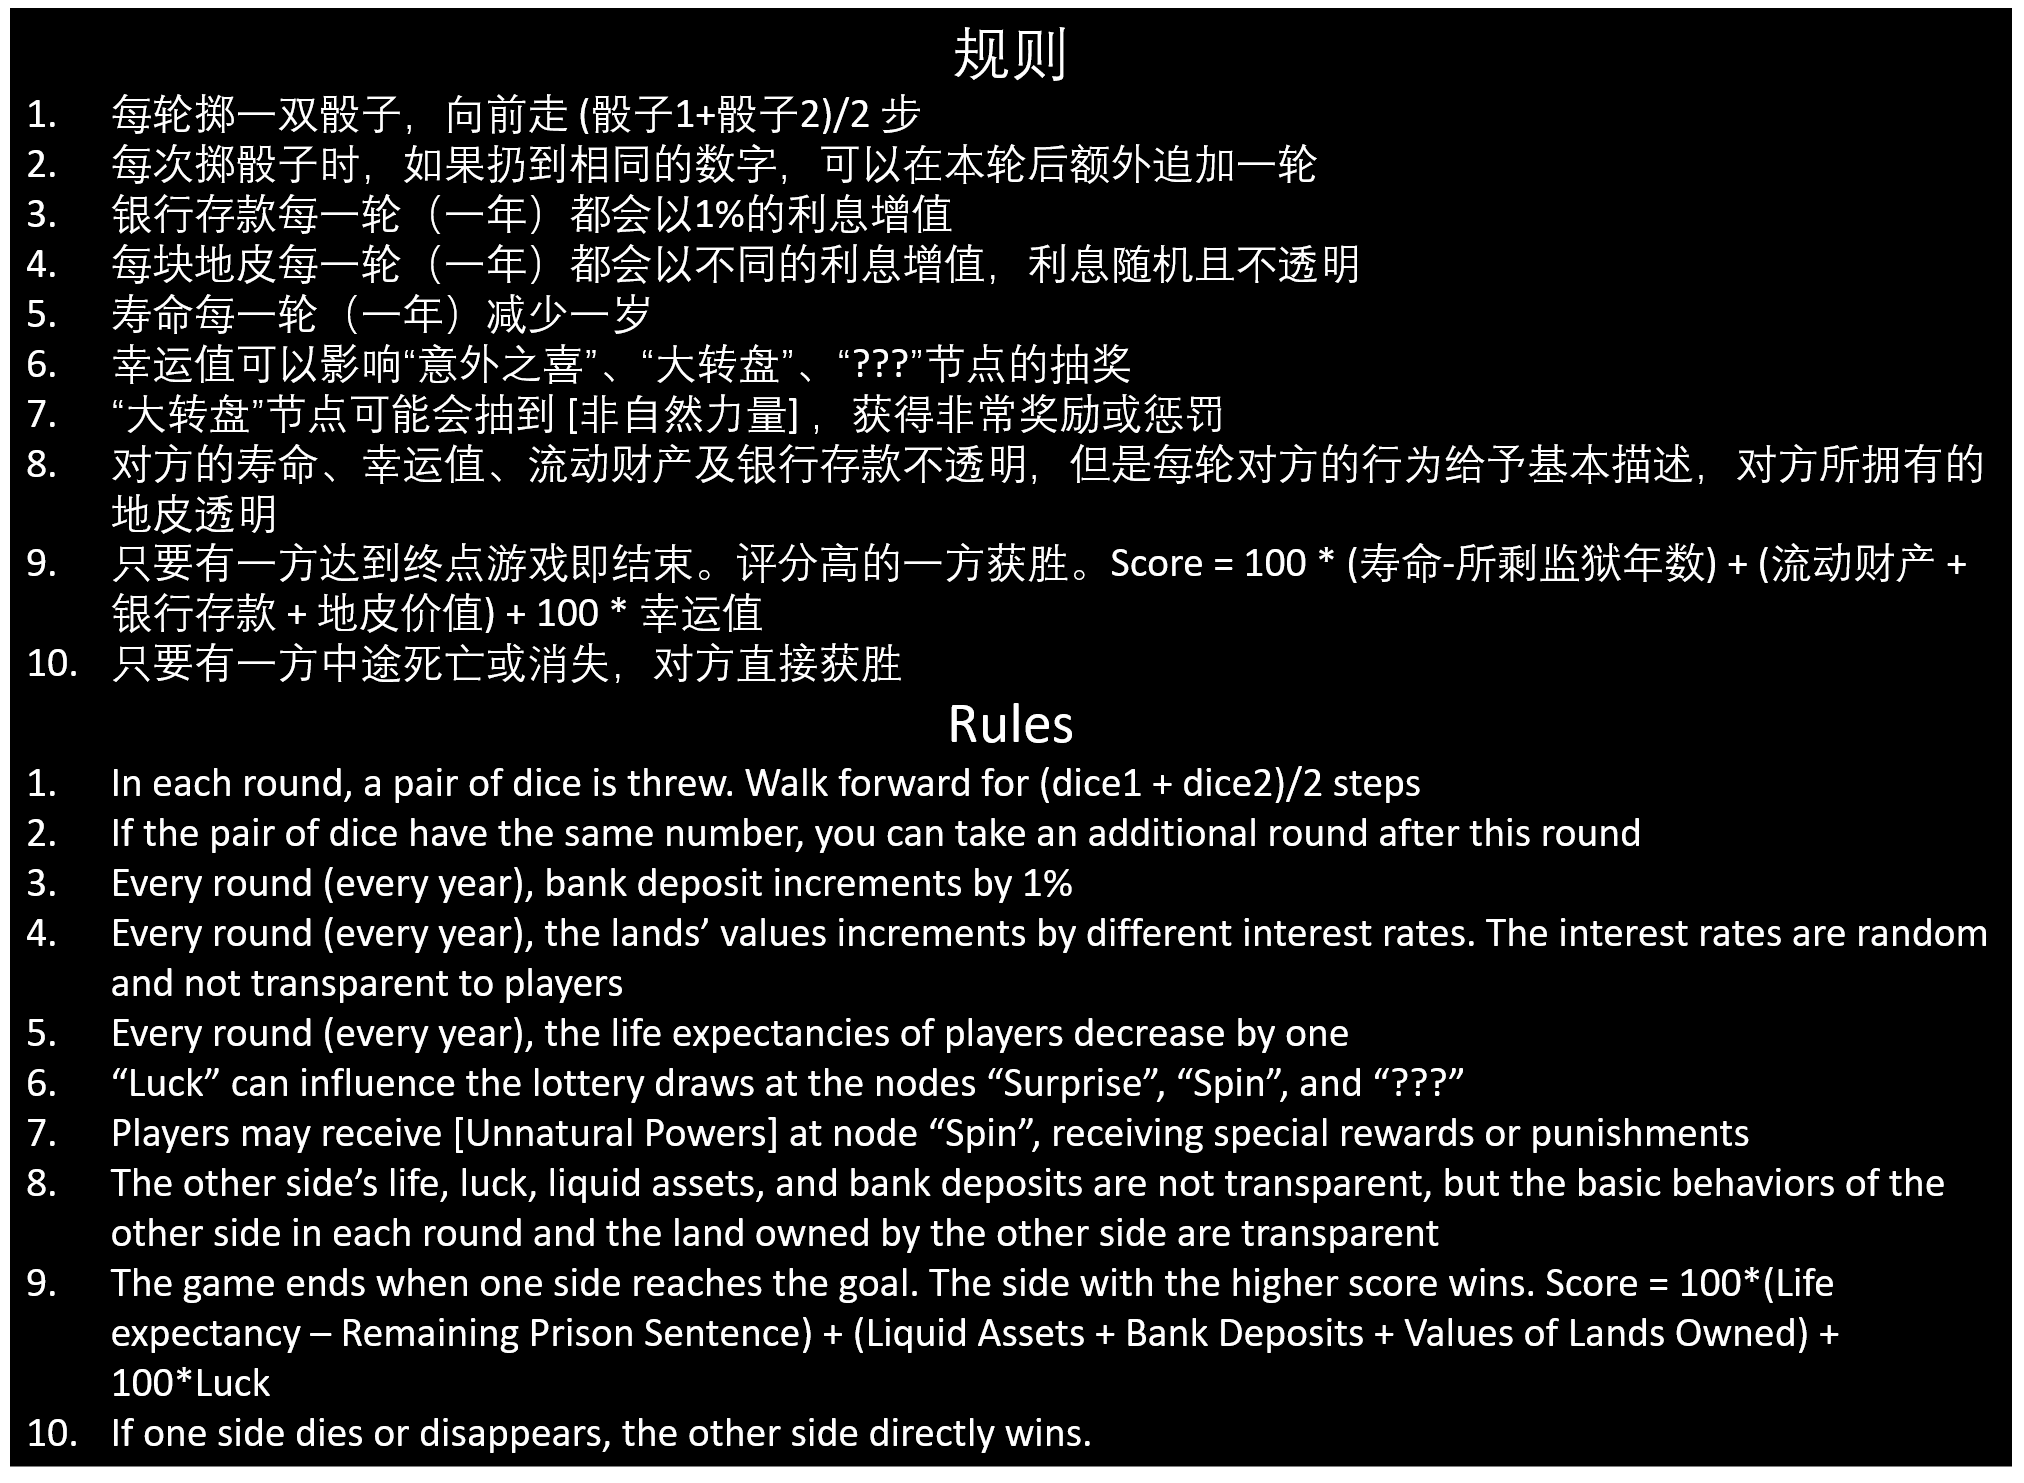 规则
1. 每轮掷一双骰子，向前走 (骰子1+骰子2)/2 步
2. 每次掷骰子时，如果扔到相同的数字，可以在本轮后额外追加一轮
3. 银行存款每一轮（一年）都会以1%的利息增值
4. 每块地皮每一轮（一年）都会以不同的利息增值，利息随机且不透明
5. 寿命每一轮（一年）减少一岁
6. 幸运值可以影响“意外之喜”、“大转盘”、“???”节点的抽奖
7. “大转盘”节点可能会抽到 [非自然力量] ，获得非常奖励或惩罚
8. 对方的寿命、幸运值、流动财产及银行存款不透明，但是每轮对方的行为给予基本描述，对方所拥有的
地皮透明
9. 只要有一方达到终点游戏即结束。评分高的一方获胜。Score = 100 * (寿命-所剩监狱年数) + (流动财产 +
银行存款 + 地皮价值) + 100 * 幸运值
10. 只要有一方中途死亡或消失，对方直接获胜
Rules
1. In each round, a pair of dice is threw. Walk forward for (dice1 + dice2)/2 steps
2. If the pair of dice have the same number, you can take an additional round after this round
3. Every round (every year), bank deposit increments by 1%
4. Every round (every year), the lands’ values increments by different interest rates. The interest rates are random
and not transparent to players
5. Every round (every year), the life expectancies of players decrease by one
6. “Luck” can influence the lottery draws at the nodes “Surprise”, “Spin”, and “???”
7. Players may receive [Unnatural Powers] at node “Spin”, receiving special rewards or punishments
8. The other side’s life, luck, liquid assets, and bank deposits are not transparent, but the basic behaviors of the
other side in each round and the land owned by the other side are transparent
9. The game ends when one side reaches the goal. The side with the higher score wins. Score = 100*(Life
expectancy – Remaining Prison Sentence) + (Liquid Assets + Bank Deposits + Values of Lands Owned) +
100*Luck
10. If one side dies or disappears, the other side directly wins.